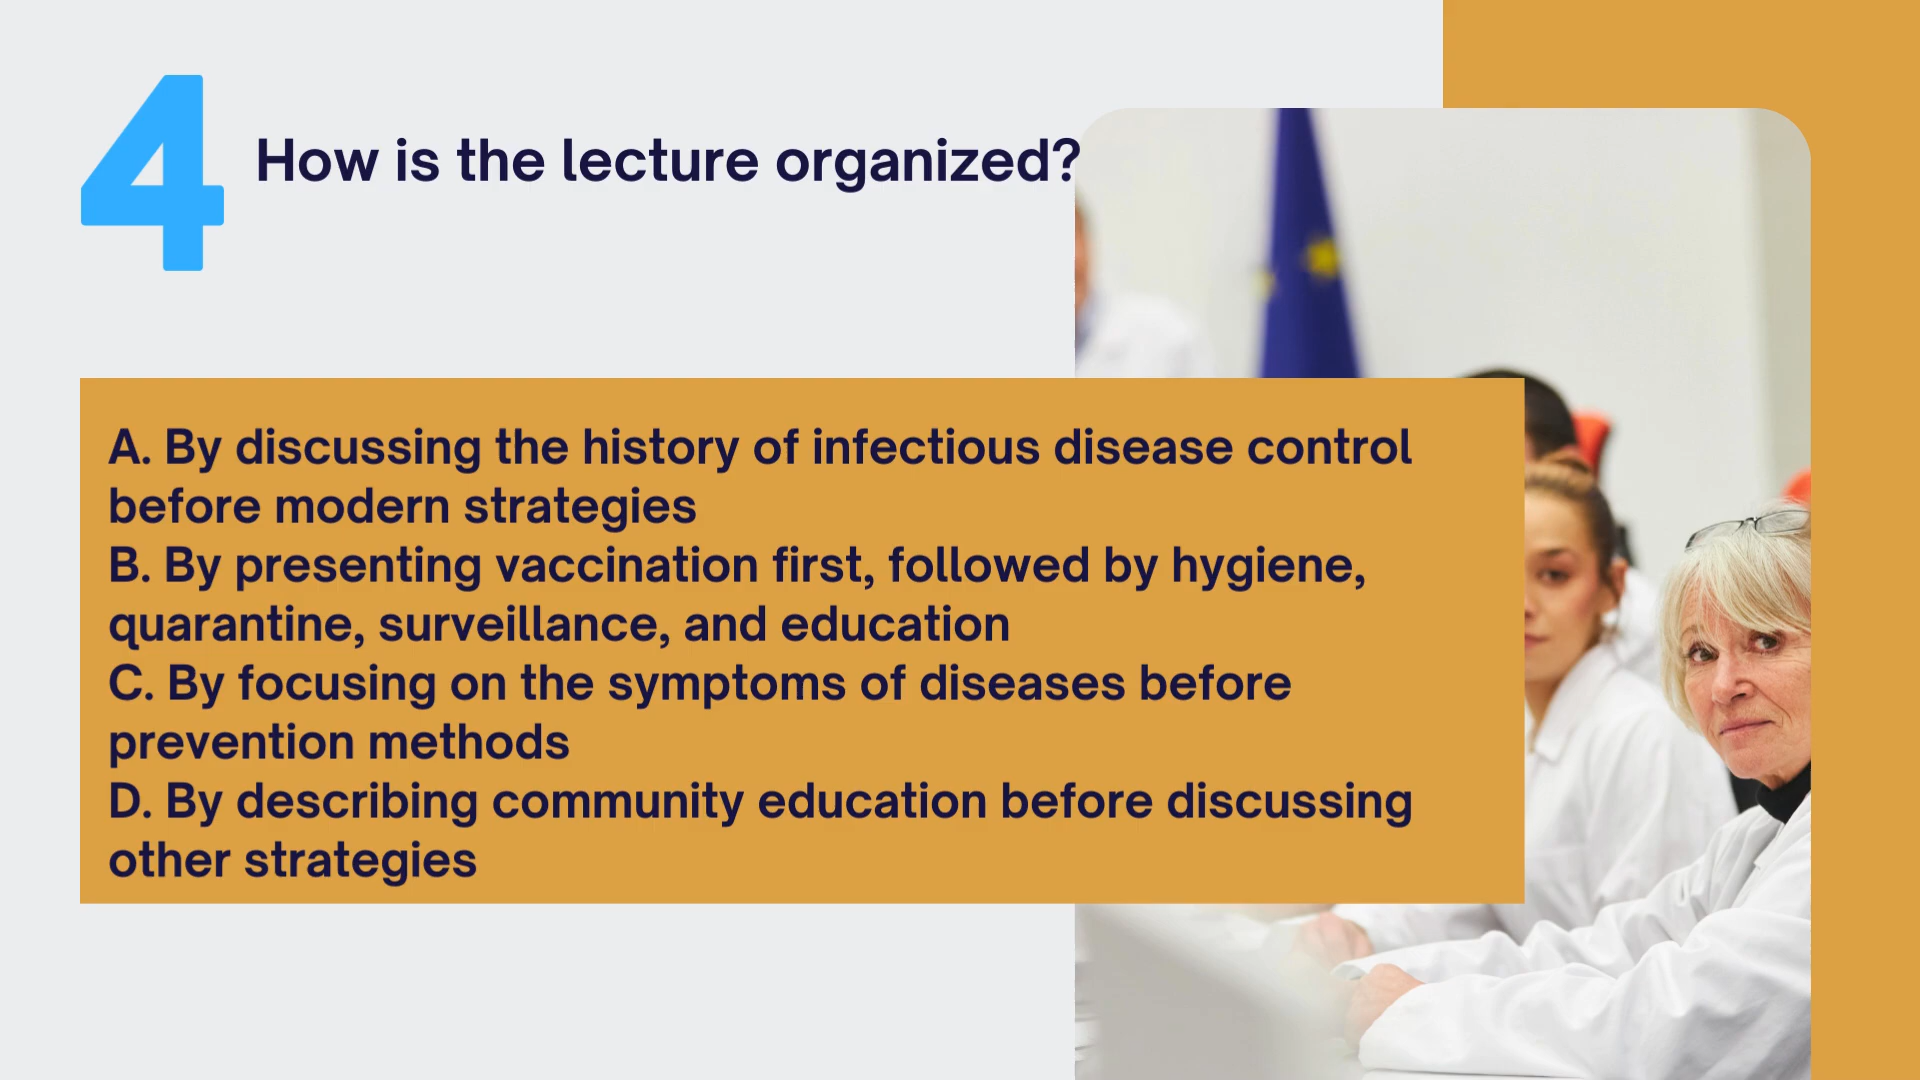 4
How is the lecture organized?
A. By discussing the history of infectious disease control
before modern strategies
B. By presenting vaccination first, followed by hygiene,
quarantine, surveillance, and education
C. By focusing on the symptoms of diseases before
prevention methods
D. By describing community education before discussing
other strategies